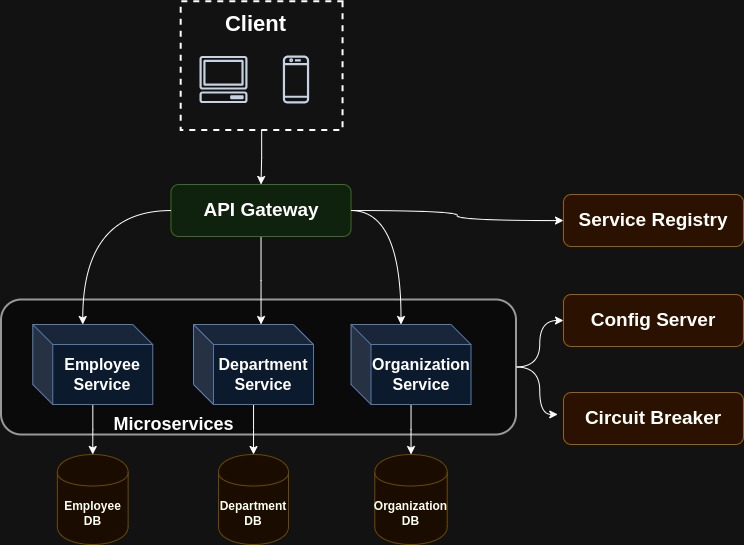 Client
API Gateway
Service Registry
Config Server
Employee
Service
Department
Service
Organization
Service
Circuit Breaker
Microservices
Employee
DB
Department
DB
Organization
DB